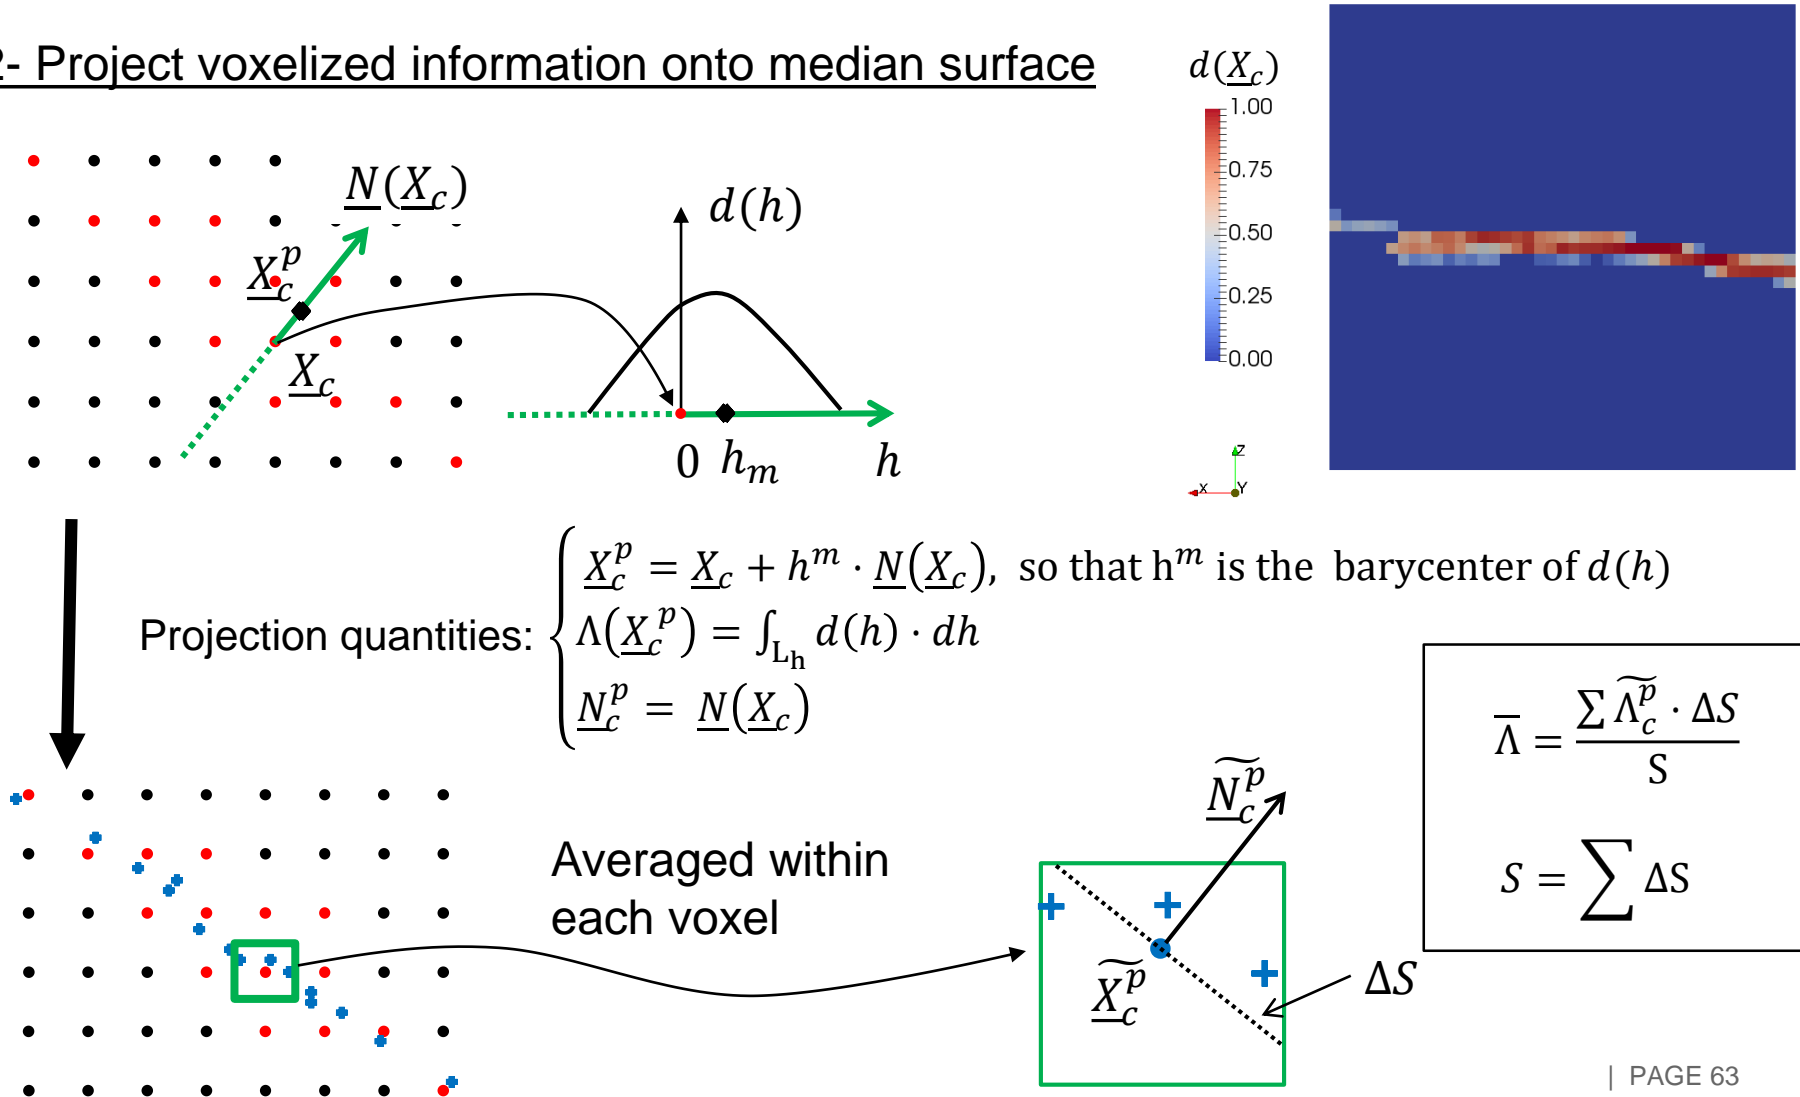 2- Project voxelized information onto median surface
d(X_c)
1.00
0.75
0.50
0.25
0.00
N(X_c)
X_c^p
X_c
d(h)
0 h_m h
Z
X Y
X_c^p = X_c + h^m · N(X_c), so that h^m is the barycenter of d(h)
Projection quantities:
Λ(X_c^p) = ∫_{L_h} d(h) · dh
N_c^p = N(X_c)
Λ̅ = ∑ Λ̃_c^p · ΔS / S
S = ∑ ΔS
Averaged within
each voxel
Ñ_c^p
X̃_c^p
ΔS
| PAGE 63